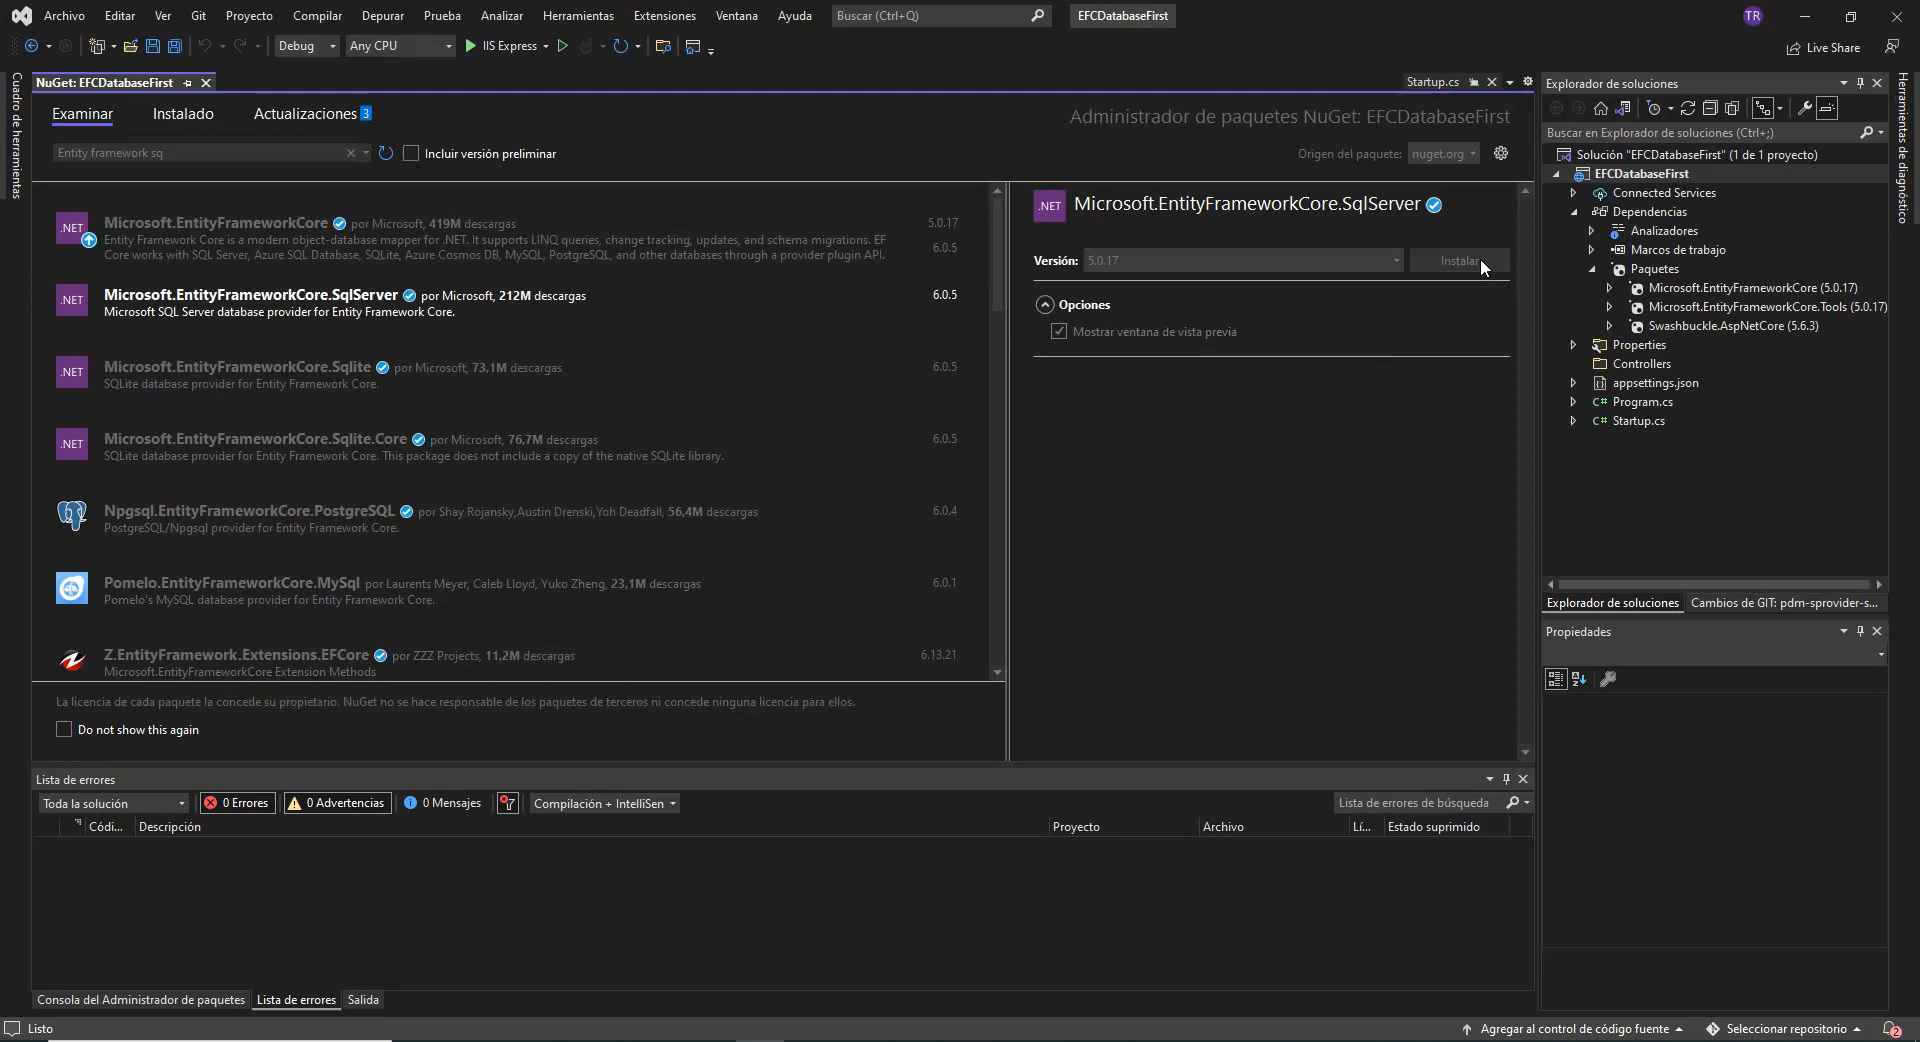 Archivo Editar Ver Git Proyecto Compilar Depurar Prueba Analizar Herramientas Extensiones Ventana Ayuda Buscar (Ctrl+Q) EFCDatabaseFirst TR
Debug Any CPU IIS Express Live Share
Cuadro de herramientas
NuGet: EFCDatabaseFirst Startup.cs
Examinar Instalado Actualizaciones 3 Administrador de paquetes NuGet: EFCDatabaseFirst
Entity framework sq Incluir versión preliminar Origen del paquete: nuget.org
.NET Microsoft.EntityFrameworkCore por Microsoft, 419M descargas 5.0.17
Entity Framework Core is a modern object-database mapper for .NET. It supports LINQ queries, change tracking, updates, and schema migrations. EF 6.0.5
Core works with SQL Server, Azure SQL Database, SQLite, Azure Cosmos DB, MySQL, PostgreSQL, and other databases through a provider plugin API.
.NET Microsoft.EntityFrameworkCore.SqlServer por Microsoft, 212M descargas 6.0.5
Microsoft SQL Server database provider for Entity Framework Core.
.NET Microsoft.EntityFrameworkCore.Sqlite por Microsoft, 73,1M descargas 6.0.5
SQLite database provider for Entity Framework Core.
.NET Microsoft.EntityFrameworkCore.Sqlite.Core por Microsoft, 76,7M descargas 6.0.5
SQLite database provider for Entity Framework Core. This package does not include a copy of the native SQLite library.
Npgsql.EntityFrameworkCore.PostgreSQL por Shay Rojansky,Austin Drenski,Yoh Deadfall, 56,4M descargas 6.0.4
PostgreSQL/Npgsql provider for Entity Framework Core.
Pomelo.EntityFrameworkCore.MySql por Laurents Meyer, Caleb Lloyd, Yuko Zheng, 23,1M descargas 6.0.1
Pomelo's MySQL database provider for Entity Framework Core.
Z.EntityFramework.Extensions.EFCore por ZZZ Projects, 11,2M descargas 6.13.21
Microsoft.EntityFrameworkCore Extension Methods
La licencia de cada paquete la concede su propietario. NuGet no se hace responsable de los paquetes de terceros ni concede ninguna licencia para ellos.
Do not show this again
.NET Microsoft.EntityFrameworkCore.SqlServer
Versión: 5.0.17 Instalar
Opciones
Mostrar ventana de vista previa
Explorador de soluciones
Buscar en Explorador de soluciones (Ctrl+;)
Solución "EFCDatabaseFirst" (1 de 1 proyecto)
EFCDatabaseFirst
Connected Services
Dependencias
Analizadores
Marcos de trabajo
Paquetes
Microsoft.EntityFrameworkCore (5.0.17)
Microsoft.EntityFrameworkCore.Tools (5.0.17)
Swashbuckle.AspNetCore (5.6.3)
Properties
Controllers
appsettings.json
C# Program.cs
C# Startup.cs
Explorador de soluciones Cambios de GIT: pdm-sprovider-s...
Propiedades
Herramientas de diagnóstico
Lista de errores
Toda la solución 0 Errores 0 Advertencias 0 Mensajes Compilación + IntelliSen Lista de errores de búsqueda
Códi... Descripción Proyecto Archivo Lí... Estado suprimido
Consola del Administrador de paquetes Lista de errores Salida
Listo Agregar al control de código fuente Seleccionar repositorio 2